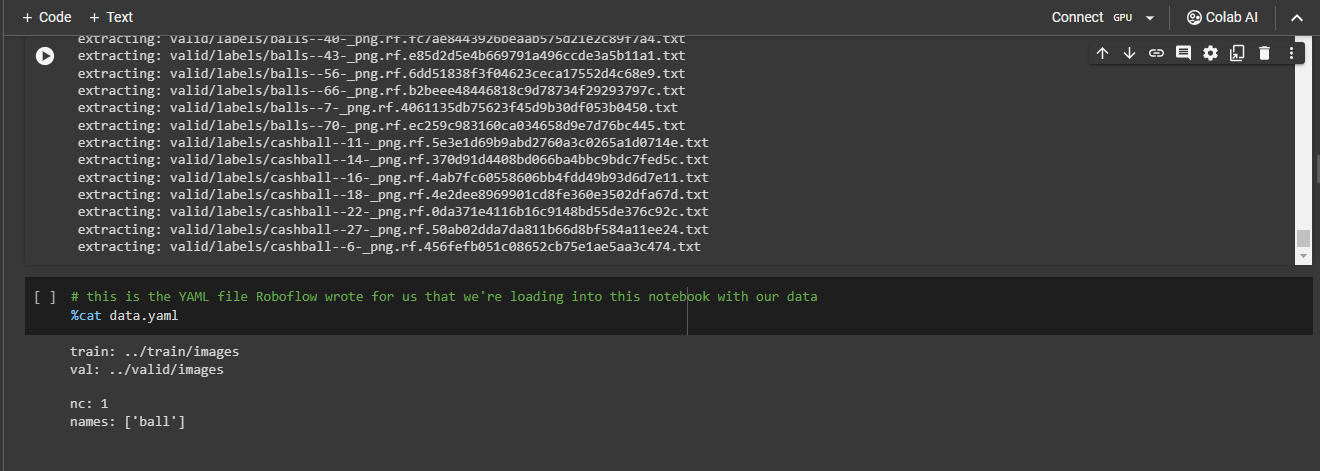 + Code + Text Connect GPU Colab AI
extracting: valid/labels/balls--40-_png.rf.fc7ae8443926beaab575d21e2c89f7a4.txt
extracting: valid/labels/balls--43-_png.rf.e85d2d5e4b669791a496ccde3a5b11a1.txt
extracting: valid/labels/balls--56-_png.rf.6dd51838f3f04623ceca17552d4c68e9.txt
extracting: valid/labels/balls--66-_png.rf.b2beee48446818c9d78734f29293797c.txt
extracting: valid/labels/balls--7-_png.rf.4061135db75623f45d9b30df053b0450.txt
extracting: valid/labels/balls--70-_png.rf.ec259c983160ca034658d9e7d76bc445.txt
extracting: valid/labels/cashball--11-_png.rf.5e3e1d69b9abd2760a3c0265a1d0714e.txt
extracting: valid/labels/cashball--14-_png.rf.370d91d4408bd066ba4bbc9bdc7fed5c.txt
extracting: valid/labels/cashball--16-_png.rf.4ab7fc60558606bb4fdd49b93d6d7e11.txt
extracting: valid/labels/cashball--18-_png.rf.4e2dee8969901cd8fe360e3502dfa67d.txt
extracting: valid/labels/cashball--22-_png.rf.0da371e4116b16c9148bd55de376c92c.txt
extracting: valid/labels/cashball--27-_png.rf.50ab02dda7da811b66d8bf584a11ee24.txt
extracting: valid/labels/cashball--6-_png.rf.456fefb051c08652cb75e1ae5aa3c474.txt
[ ] # this is the YAML file Roboflow wrote for us that we're loading into this notebook with our data
%cat data.yaml
train: ../train/images
val: ../valid/images
nc: 1
names: ['ball']